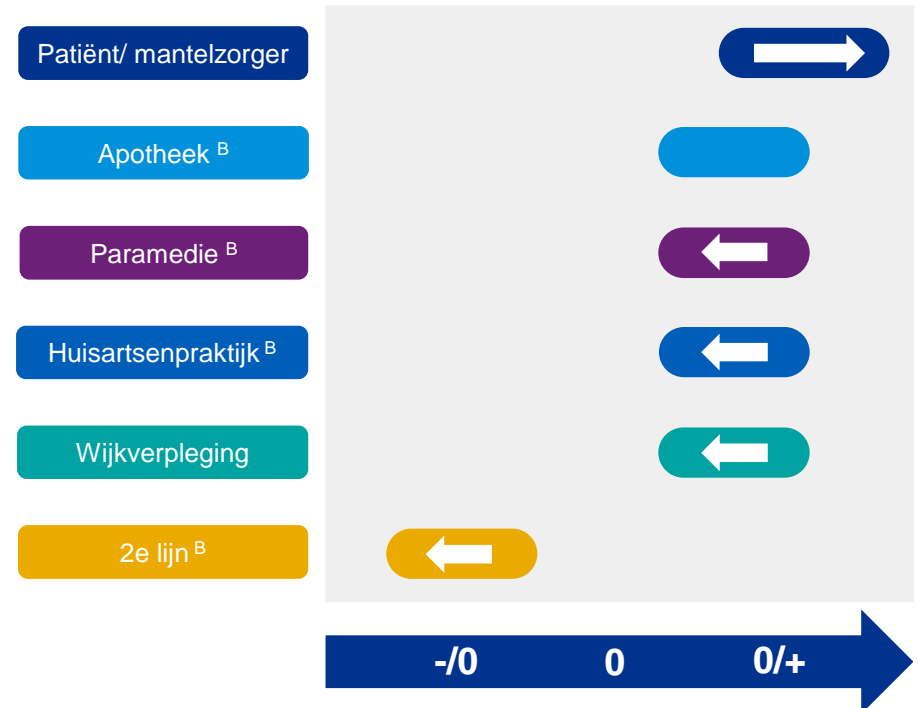 Patiënt/ mantelzorger
Apotheek B
Paramedie B
Huisartsenpraktijk B
Wijkverpleging
2e lijn B
-/0 0 0/+